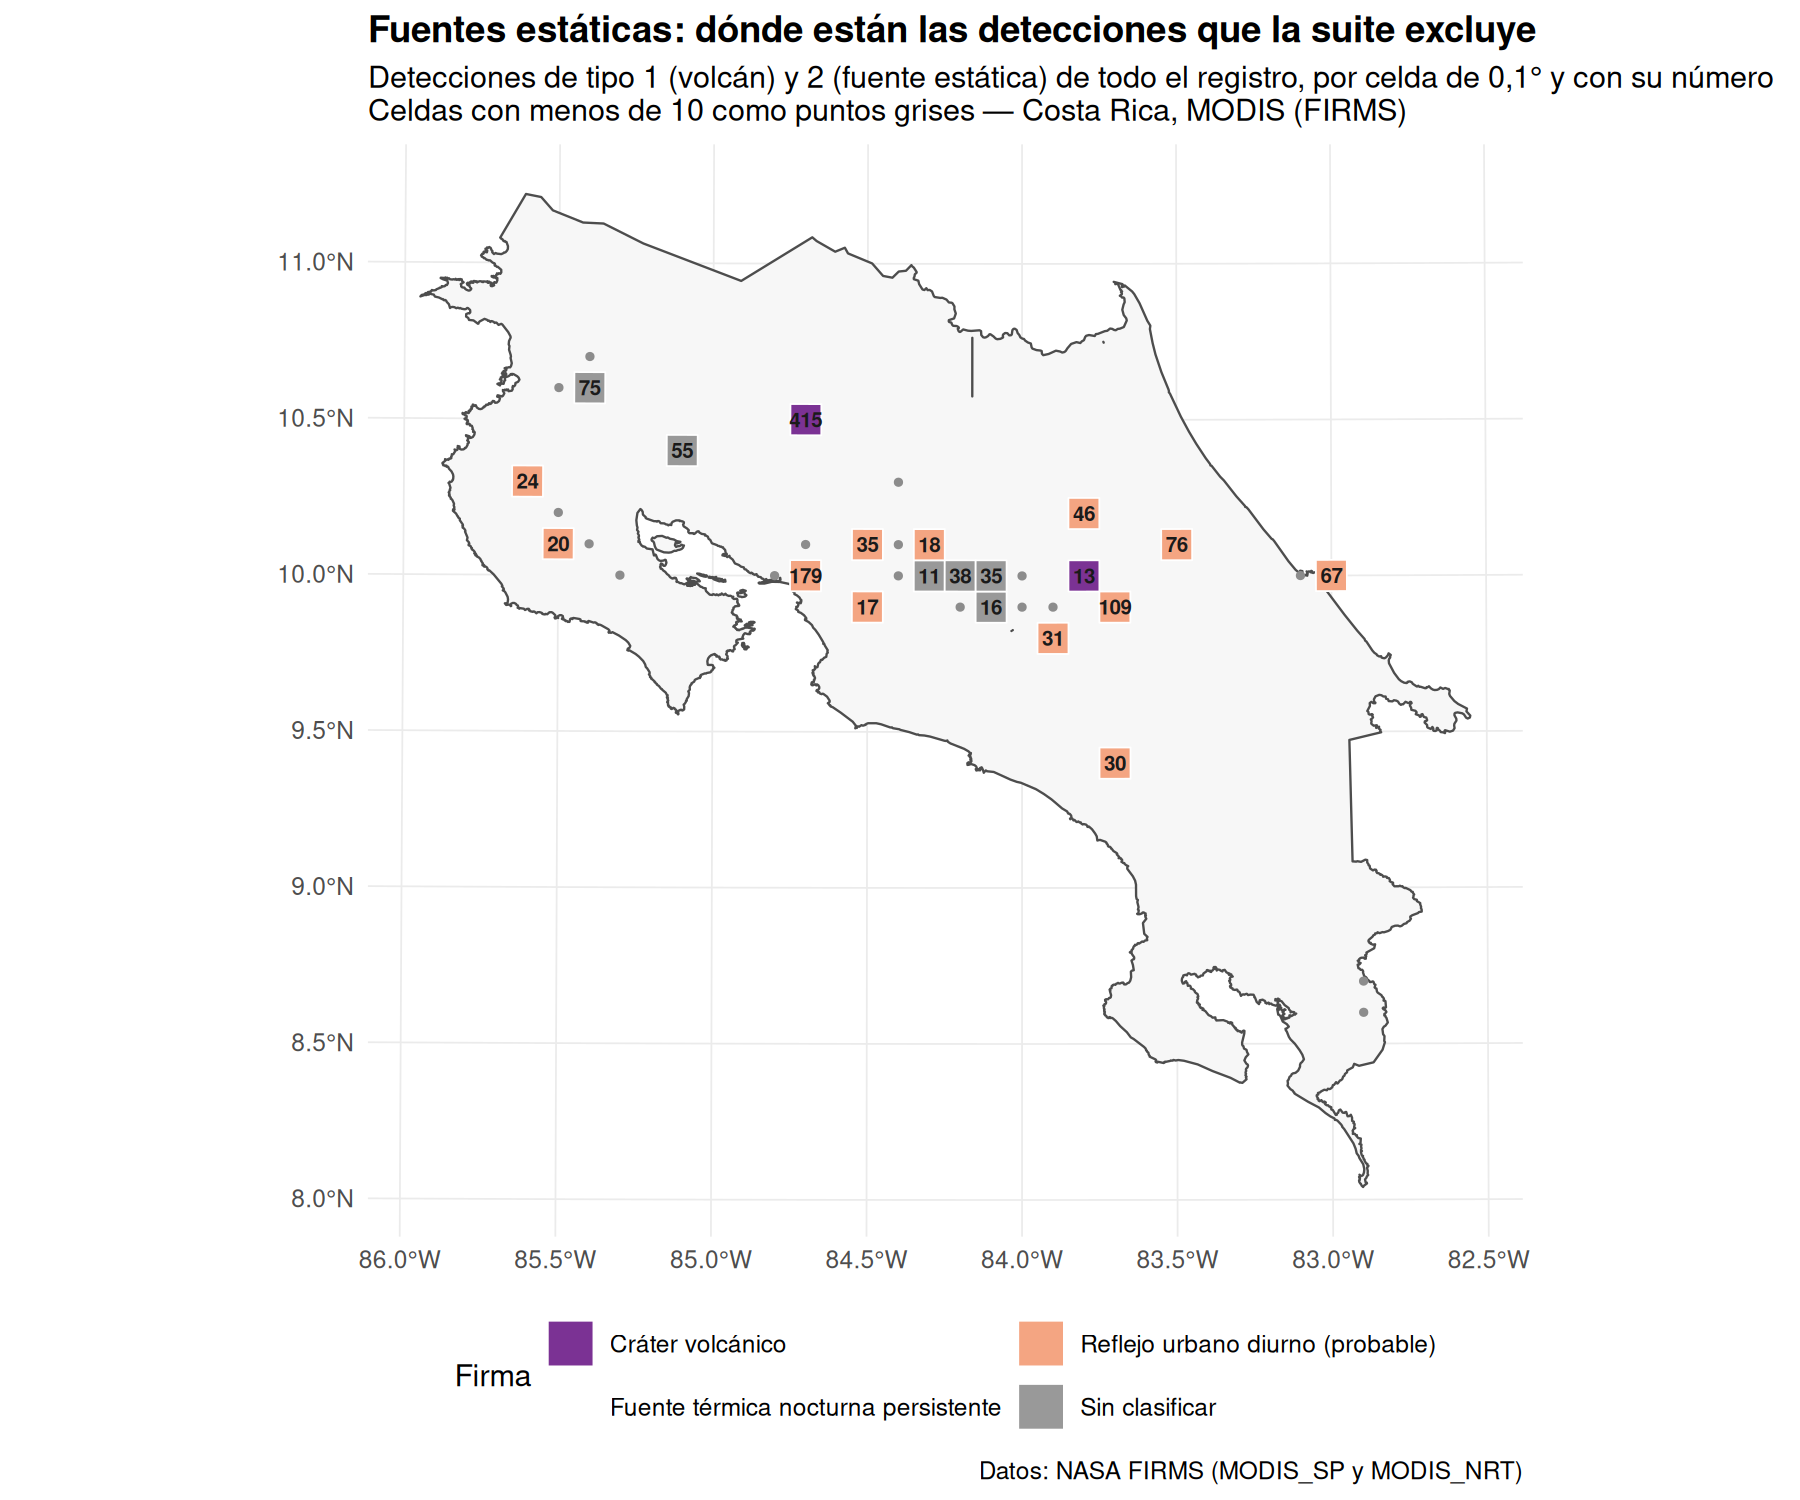 Fuentes estáticas: dónde están las detecciones que la suite excluye
Detecciones de tipo 1 (volcán) y 2 (fuente estática) de todo el registro, por celda de 0,1° y con su número
Celdas con menos de 10 como puntos grises — Costa Rica, MODIS (FIRMS)
11.0°N
10.5°N
10.0°N
9.5°N
9.0°N
8.5°N
8.0°N
75
415
55
24
46
20
35
18
76
179
11
38
35
13
67
17
16
109
31
30
86.0°W
85.5°W
85.0°W
84.5°W
84.0°W
83.5°W
83.0°W
82.5°W
Firma
Cráter volcánico
Reflejo urbano diurno (probable)
Fuente térmica nocturna persistente
Sin clasificar
Datos: NASA FIRMS (MODIS_SP y MODIS_NRT)